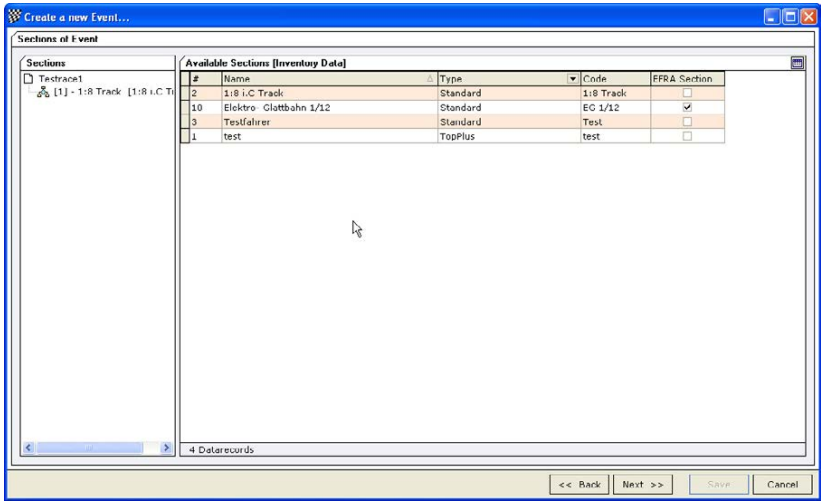 Create a new Event...
Sections of Event
Sections
Testrace1
[1] - 1:8 Track [1:8 i.C Tr
Available Sections [Inventory Data]
# Name Type Code EFRA Section
2 1:8 i.C Track Standard 1:8 Track
10 Elektro- Glattbahn 1/12 Standard EG 1/12
3 Testfahrer Standard Test
1 test TopPlus test
4 Datarecords
<< Back Next >> Save Cancel